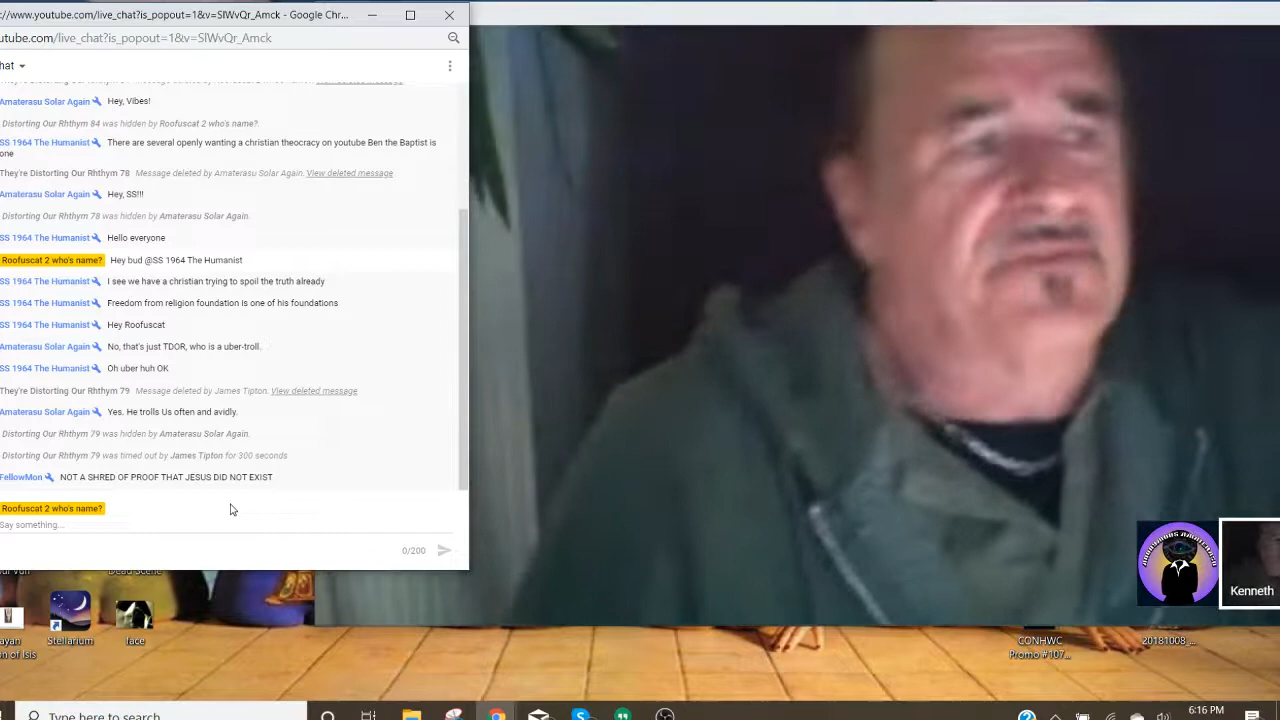 ://www.youtube.com/live_chat?is_popout=1&v=SlWvQr_Amck - Google Chr...
utube.com/live_chat?is_popout=1&v=SlWvQr_Amck
hat
Amaterasu Solar Again Hey, Vibes!
Distorting Our Rhthym 84 was hidden by Roofuscat 2 who's name?.
SS 1964 The Humanist There are several openly wanting a christian theocracy on youtube Ben the Baptist is
one
They're Distorting Our Rhthym 78 Message deleted by Amaterasu Solar Again. View deleted message
Amaterasu Solar Again Hey, SS!!!
Distorting Our Rhthym 78 was hidden by Amaterasu Solar Again.
SS 1964 The Humanist Hello everyone
Roofuscat 2 who's name? Hey bud @SS 1964 The Humanist
SS 1964 The Humanist I see we have a christian trying to spoil the truth already
SS 1964 The Humanist Freedom from religion foundation is one of his foundations
SS 1964 The Humanist Hey Roofuscat
Amaterasu Solar Again No, that's just TDOR, who is a uber-troll.
SS 1964 The Humanist Oh uber huh OK
They're Distorting Our Rhthym 79 Message deleted by James Tipton. View deleted message
Amaterasu Solar Again Yes. He trolls Us often and avidly.
Distorting Our Rhthym 79 was hidden by Amaterasu Solar Again.
Distorting Our Rhthym 79 was timed out by James Tipton for 300 seconds
FellowMon NOT A SHRED OF PROOF THAT JESUS DID NOT EXIST
Roofuscat 2 who's name?
Say something...
0/200
Dead Scene
Kenneth
Stellarium
face
ayan
on of Isis
CONHWC
Promo #107...
20181008_...
Type here to search
6:16 PM